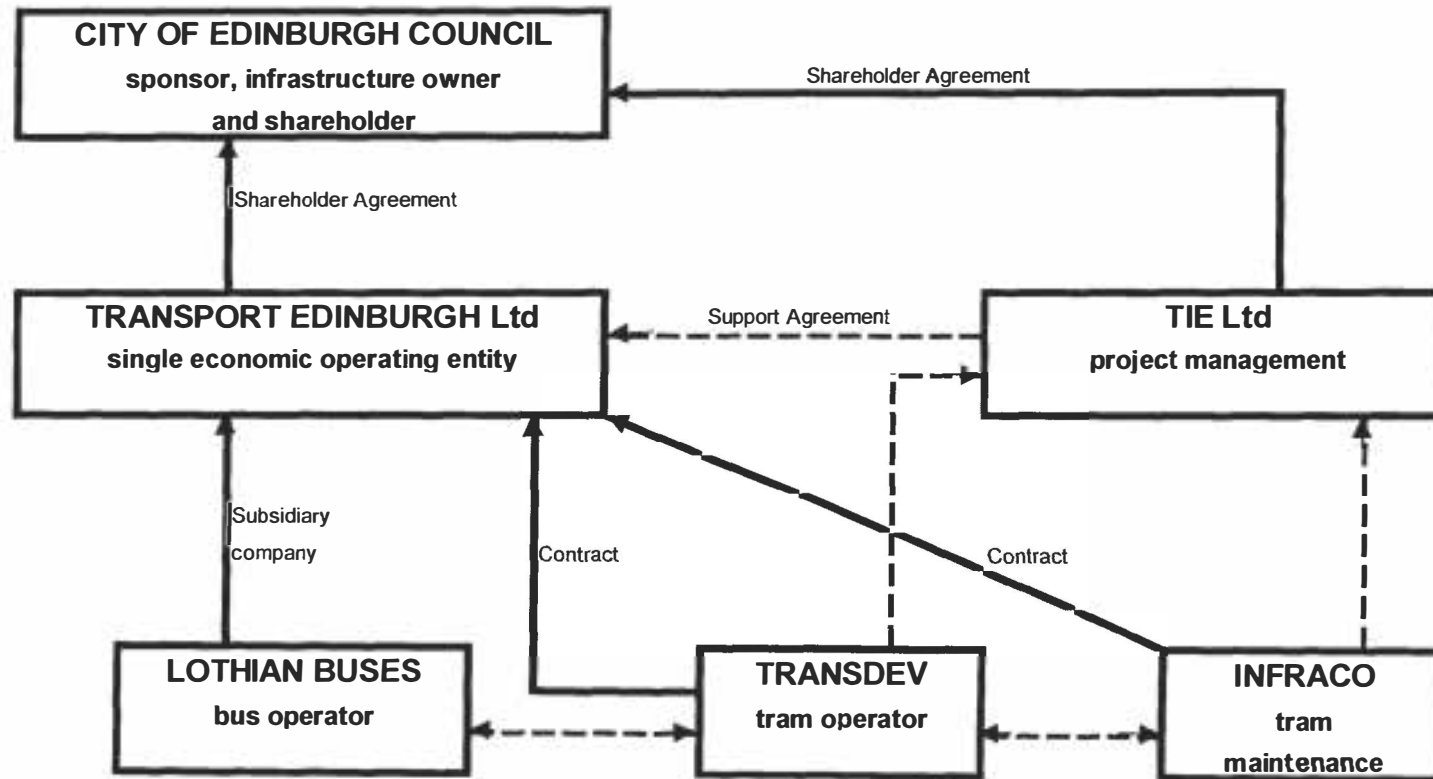 CITY OF EDINBURGH COUNCIL
sponsor, infrastructure owner
and shareholder
Shareholder Agreement
Shareholder Agreement
TRANSPORT EDINBURGH Ltd
single economic operating entity
Support Agreement
TIE Ltd
project management
Subsidiary
company
Contract
Contract
LOTHIAN BUSES
bus operator
TRANSDEV
tram operator
INFRACO
tram
maintenance